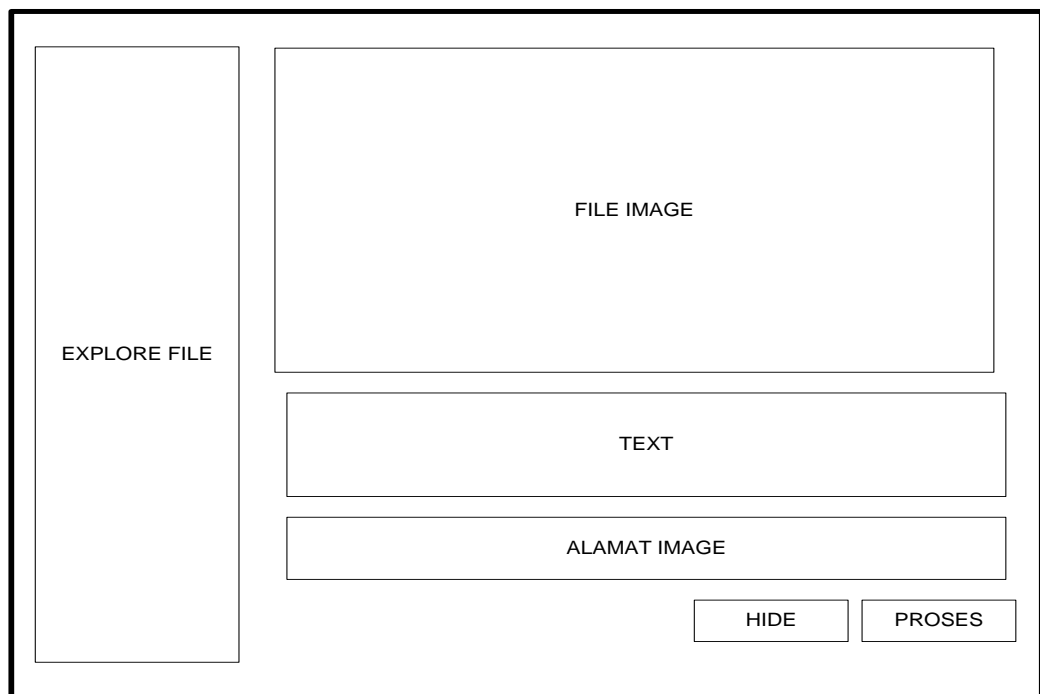 FILE IMAGE
EXPLORE FILE
TEXT
ALAMAT IMAGE
HIDE
PROSES